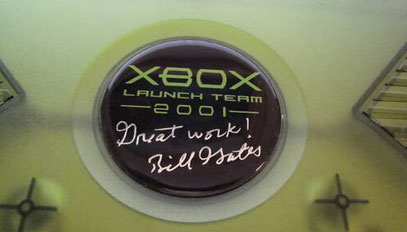 XBOX
LAUNCH TEAM
2001
Great work!
Bill Gates